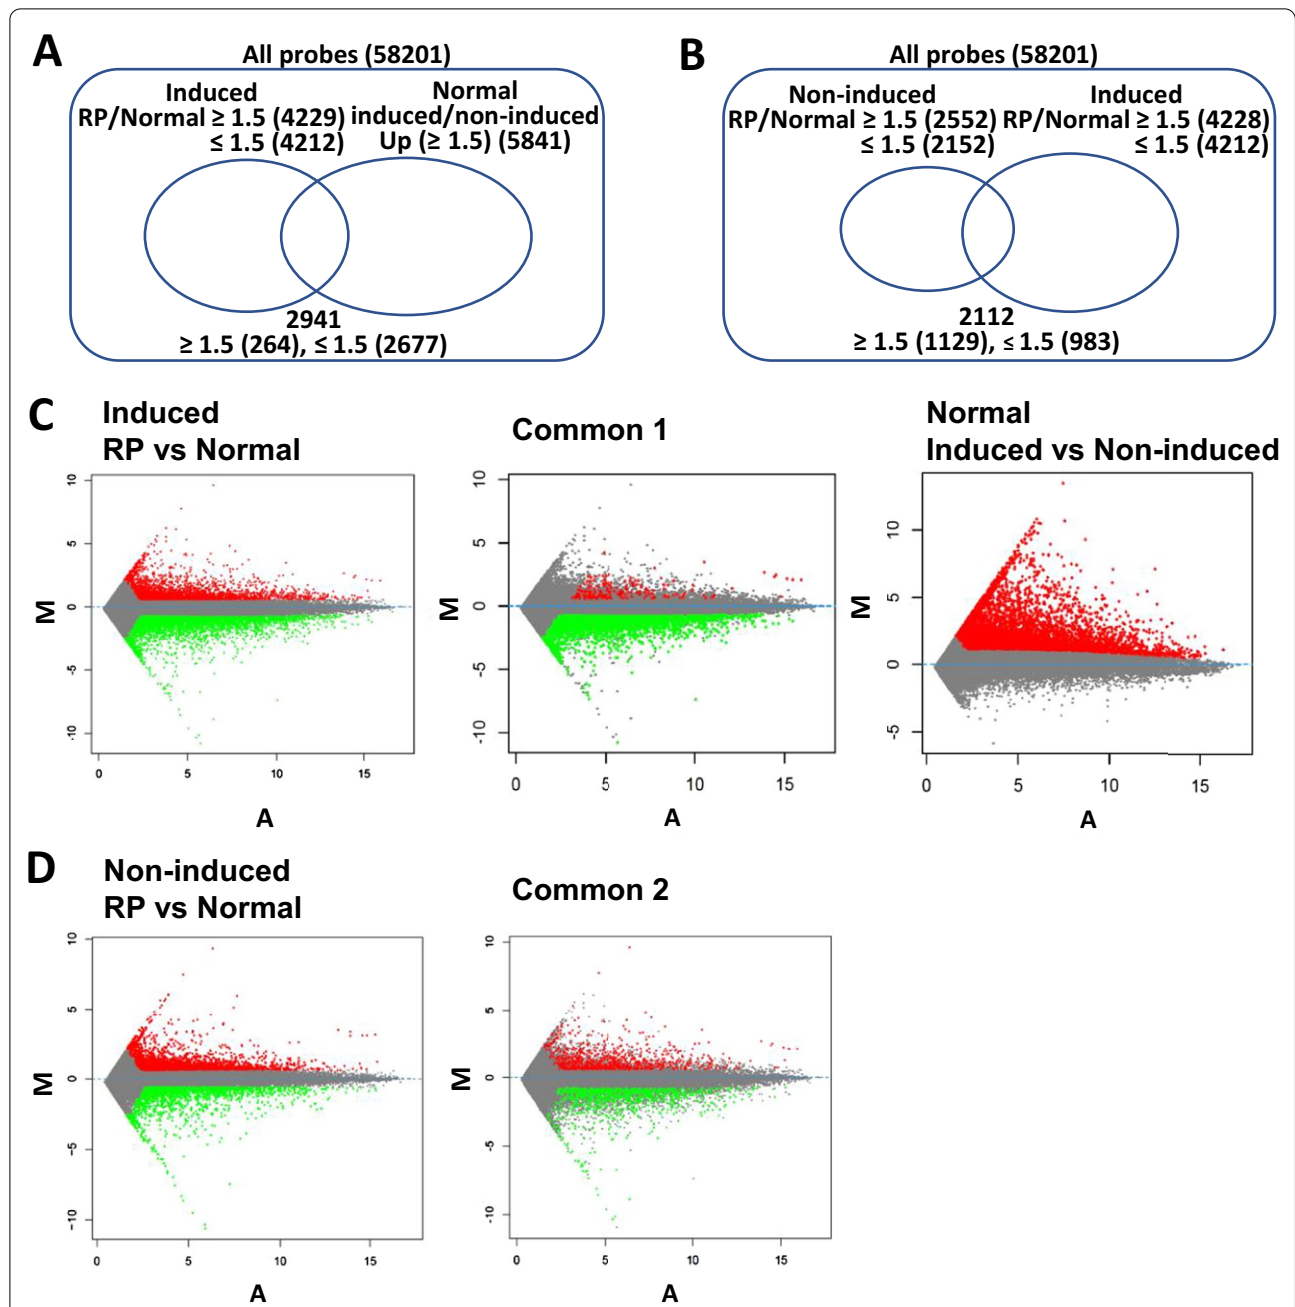 A
All probes (58201)
Induced
RP/Normal ≥ 1.5 (4229)
≤ 1.5 (4212)
Normal
induced/non-induced
Up (≥ 1.5) (5841)
2941
≥ 1.5 (264), ≤ 1.5 (2677)
B
All probes (58201)
Non-induced
RP/Normal ≥ 1.5 (2552)
≤ 1.5 (2152)
Induced
RP/Normal ≥ 1.5 (4228)
≤ 1.5 (4212)
2112
≥ 1.5 (1129), ≤ 1.5 (983)
C
Induced
RP vs Normal
10
5
0
-5
-10
M
0 5 10 15
A
Common 1
10
5
0
-5
-10
M
0 5 10 15
A
Normal
Induced vs Non-induced
10
5
0
-5
M
0 5 10 15
A
D
Non-induced
RP vs Normal
10
5
0
-5
-10
M
0 5 10 15
A
Common 2
10
5
0
-5
-10
M
0 5 10 15
A